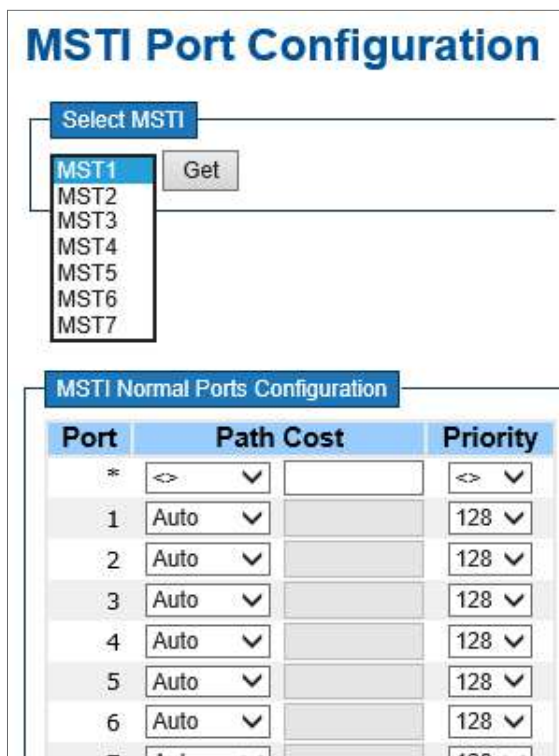 MSTI Port Configuration
Select MSTI
MST1 Get
MST2
MST3
MST4
MST5
MST6
MST7
MSTI Normal Ports Configuration
Port Path Cost Priority
* <> <>
1 Auto 128
2 Auto 128
3 Auto 128
4 Auto 128
5 Auto 128
6 Auto 128